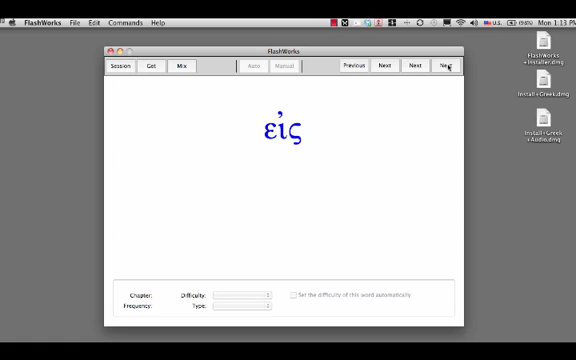 FlashWorks File Edit Commands Help
U.S. Mon 1:13 PM
FlashWorks
Session Get Mix Auto Manual Previous Next Next
εἰς
Chapter: Difficulty: Set the difficulty of this word automatically
Frequency: Type:
FlashWorks
+Installer.dmg
Install+Greek.dmg
Install+Greek
+Audio.dmg